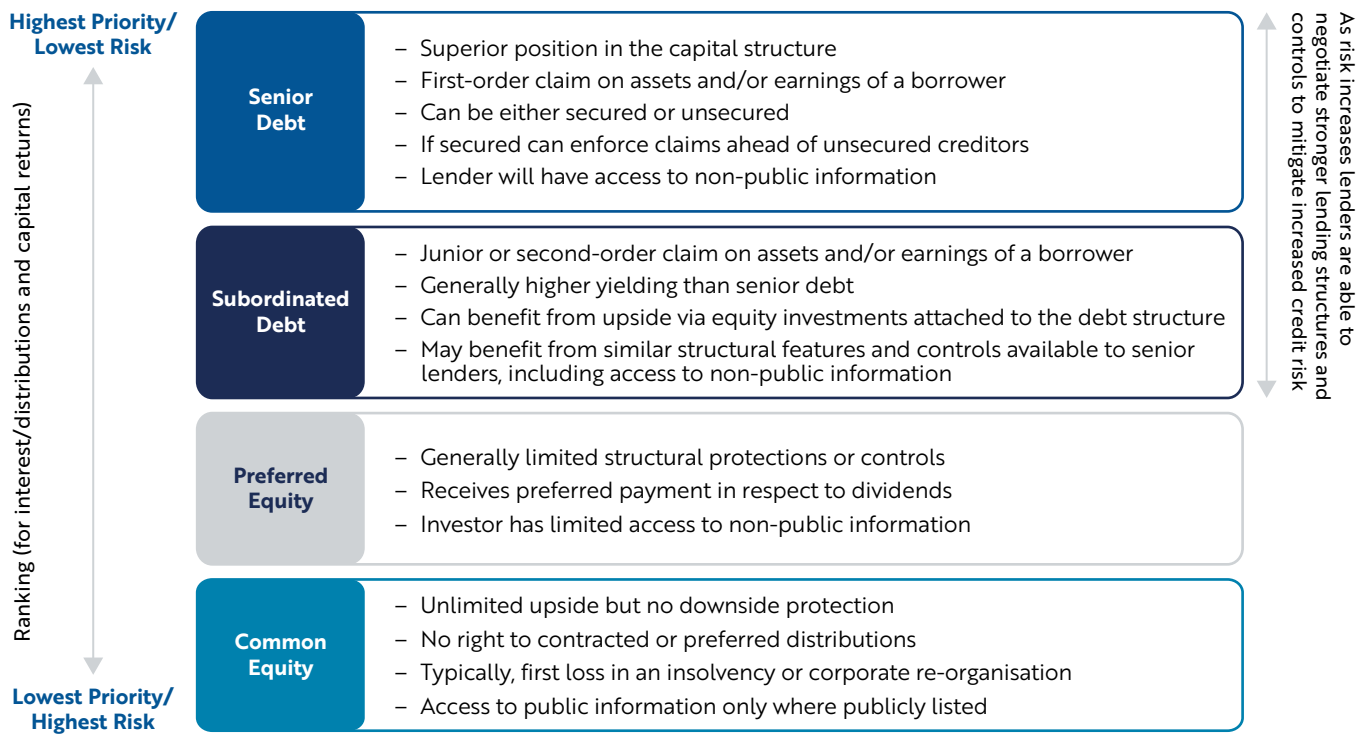 Highest Priority/
Lowest Risk
Ranking (for interest/distributions and capital returns)
Lowest Priority/
Highest Risk
Senior
Debt
– Superior position in the capital structure
– First-order claim on assets and/or earnings of a borrower
– Can be either secured or unsecured
– If secured can enforce claims ahead of unsecured creditors
– Lender will have access to non-public information
Subordinated
Debt
– Junior or second-order claim on assets and/or earnings of a borrower
– Generally higher yielding than senior debt
– Can benefit from upside via equity investments attached to the debt structure
– May benefit from similar structural features and controls available to senior
lenders, including access to non-public information
Preferred
Equity
– Generally limited structural protections or controls
– Receives preferred payment in respect to dividends
– Investor has limited access to non-public information
Common
Equity
– Unlimited upside but no downside protection
– No right to contracted or preferred distributions
– Typically, first loss in an insolvency or corporate re-organisation
– Access to public information only where publicly listed
As risk increases lenders are able to
negotiate stronger lending structures and
controls to mitigate increased credit risk